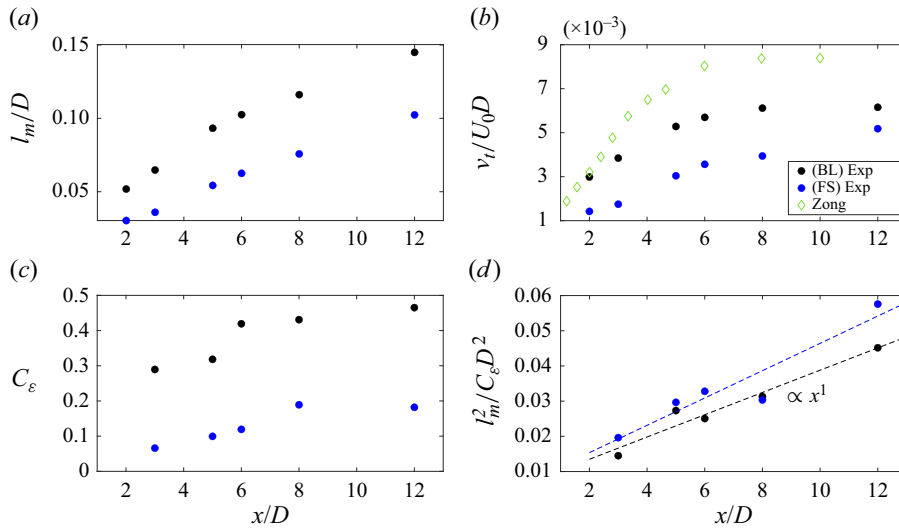 (a)
(b)
(×10⁻³)
l_m/D
0.15
0.10
0.05
2 4 6 8 10 12
ν_t/U_0D
9
7
5
3
1
(BL) Exp
(FS) Exp
Zong
2 4 6 8 10 12
(c)
(d)
C_ε
0.5
0.4
0.3
0.2
0.1
0
2 4 6 8 10 12
x/D
l_m²/C_εD²
0.06
0.05
0.04
0.03
0.02
0.01
∝ x¹
2 4 6 8 10 12
x/D